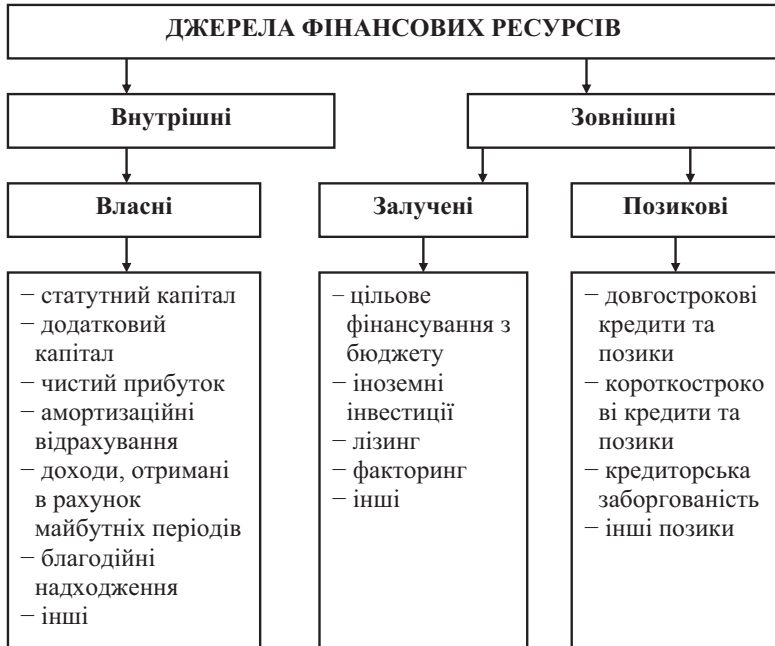 ДЖЕРЕЛА ФІНАНСОВИХ РЕСУРСІВ
Внутрішні
Зовнішні
Власні
Залучені
Позикові
− статутний капітал
− додатковий
капітал
− чистий прибуток
− амортизаційні
відрахування
− доходи, отримані
в рахунок
майбутніх періодів
− благодійні
надходження
− інші
− цільове
фінансування з
бюджету
− іноземні
інвестиції
− лізинг
− факторинг
− інші
− довгострокові
кредити та
позики
− короткостроко
ві кредити та
позики
− кредиторська
заборгованість
− інші позики